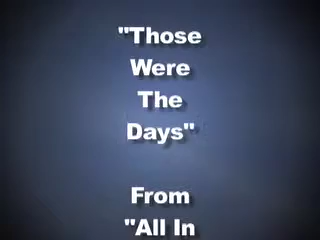 "Those
Were
The
Days"
From
"All In